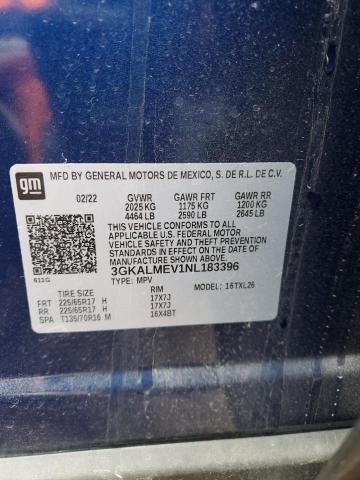 gm
MFD BY GENERAL MOTORS DE MEXICO, S. DE R.L. DE C.V.
02/22 GVWR GAWR FRT GAWR RR
2025 KG 1175 KG 1200 KG
4464 LB 2590 LB 2645 LB
THIS VEHICLE CONFORMS TO ALL
APPLICABLE U.S. FEDERAL MOTOR
VEHICLE SAFETY, BUMPER, AND THEFT
PREVENTION STANDARDS IN EFFECT ON
THE DATE OF MANUFACTURE SHOWN ABOVE.
3GKALMEV1NL183396
611G TYPE: MPV MODEL: 16TXL26
TIRE SIZE RIM
FRT 225/65R17 H 17X7J
RR 225/65R17 H 17X7J
SPA T135/70R16 M 16X4BT